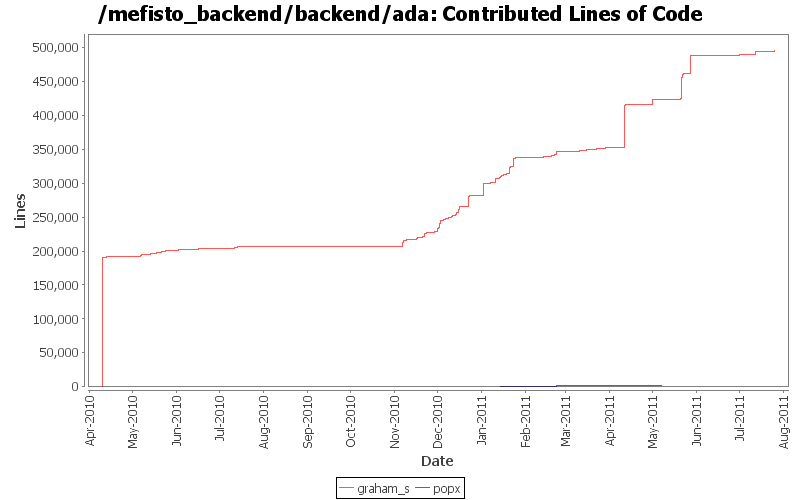 /mefisto_backend/backend/ada: Contributed Lines of Code
Lines
500,000
450,000
400,000
350,000
300,000
250,000
200,000
150,000
100,000
50,000
0
Apr-2010
May-2010
Jun-2010
Jul-2010
Aug-2010
Sep-2010
Oct-2010
Nov-2010
Dec-2010
Jan-2011
Feb-2011
Mar-2011
Apr-2011
May-2011
Jun-2011
Jul-2011
Aug-2011
Date
graham_s popx